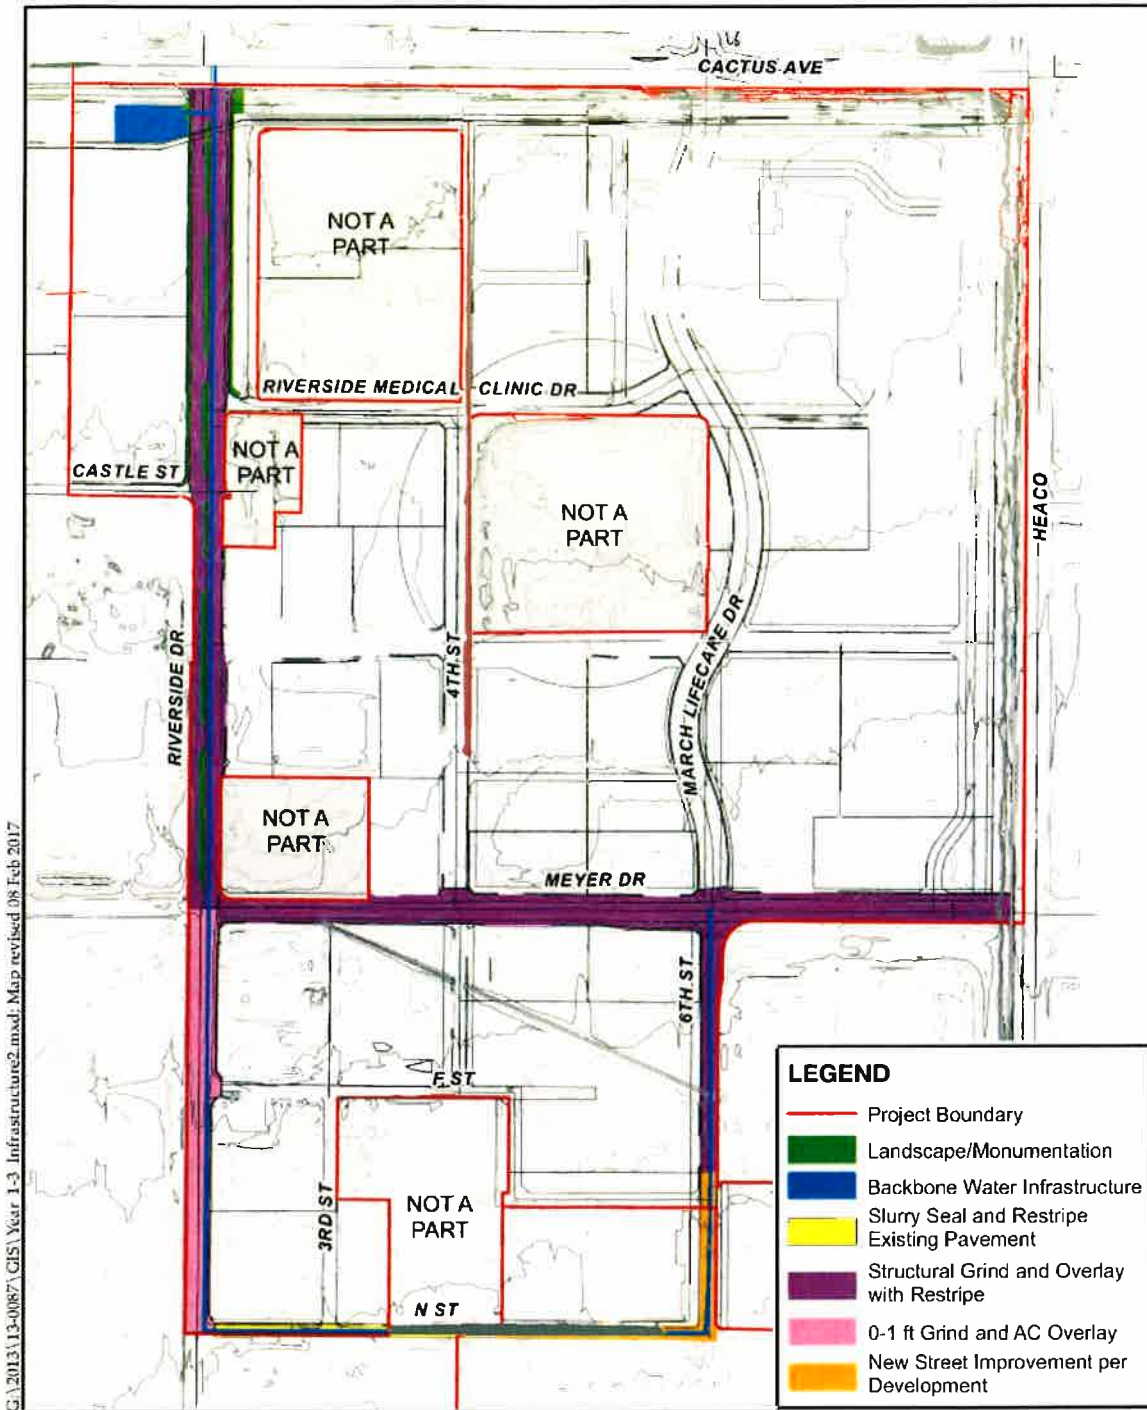 CACTUS AVE
NOT A
PART
RIVERSIDE MEDICAL CLINIC DR
NOT A
PART
CASTLE ST
NOT A
PART
HEACO
RIVERSIDE DR
4TH ST
MARCH LIFECARE DR
NOT A
PART
MEYER DR
6TH ST
F ST
3RD ST
NOT A
PART
N ST
LEGEND
Project Boundary
Landscape/Monumentation
Backbone Water Infrastructure
Slurry Seal and Restripe
Existing Pavement
Structural Grind and Overlay
with Restripe
0-1 ft Grind and AC Overlay
New Street Improvement per
Development
G:\2013\13-0087\GIS\Year 1-3 Infrastructure2.mxd; Map revised 08 Feb 2017